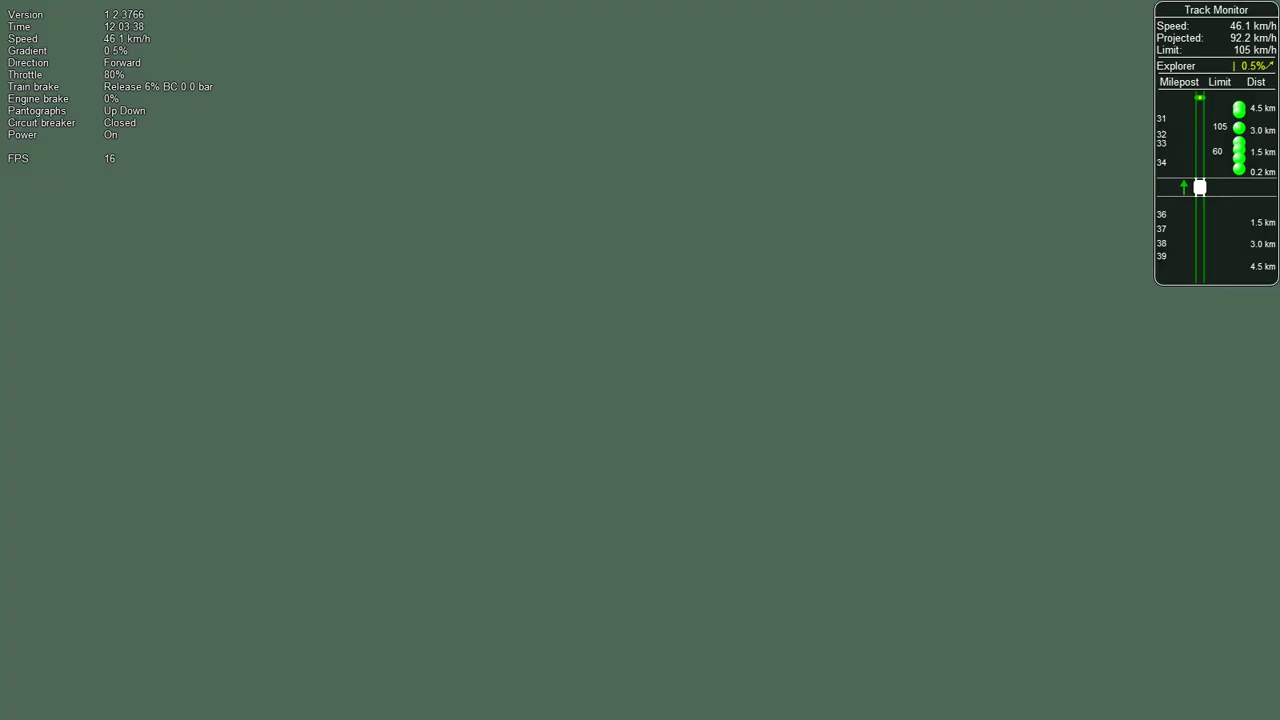 Version 1 2 3766
Time 12:03:38
Speed 46 1 km/h
Gradient 0 5%
Direction Forward
Throttle 80%
Train brake Release 6% BC 0 0 bar
Engine brake 0%
Pantographs Up Down
Circuit breaker Closed
Power On
FPS 16
Track Monitor
Speed: 46.1 km/h
Projected: 92.2 km/h
Limit: 105 km/h
Explorer | 0.5%↗
Milepost Limit Dist
4.5 km
31
105 3.0 km
32
33
60 1.5 km
34
0.2 km
36
1.5 km
37
38 3.0 km
39
4.5 km